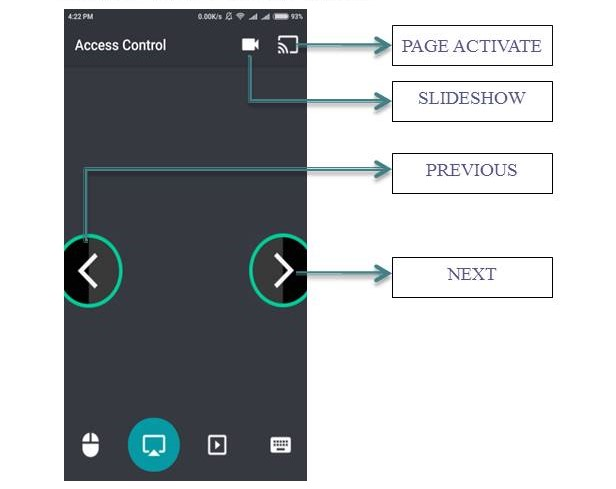 4:22 PM 0.00K/s 93%
Access Control
PAGE ACTIVATE
SLIDESHOW
PREVIOUS
NEXT